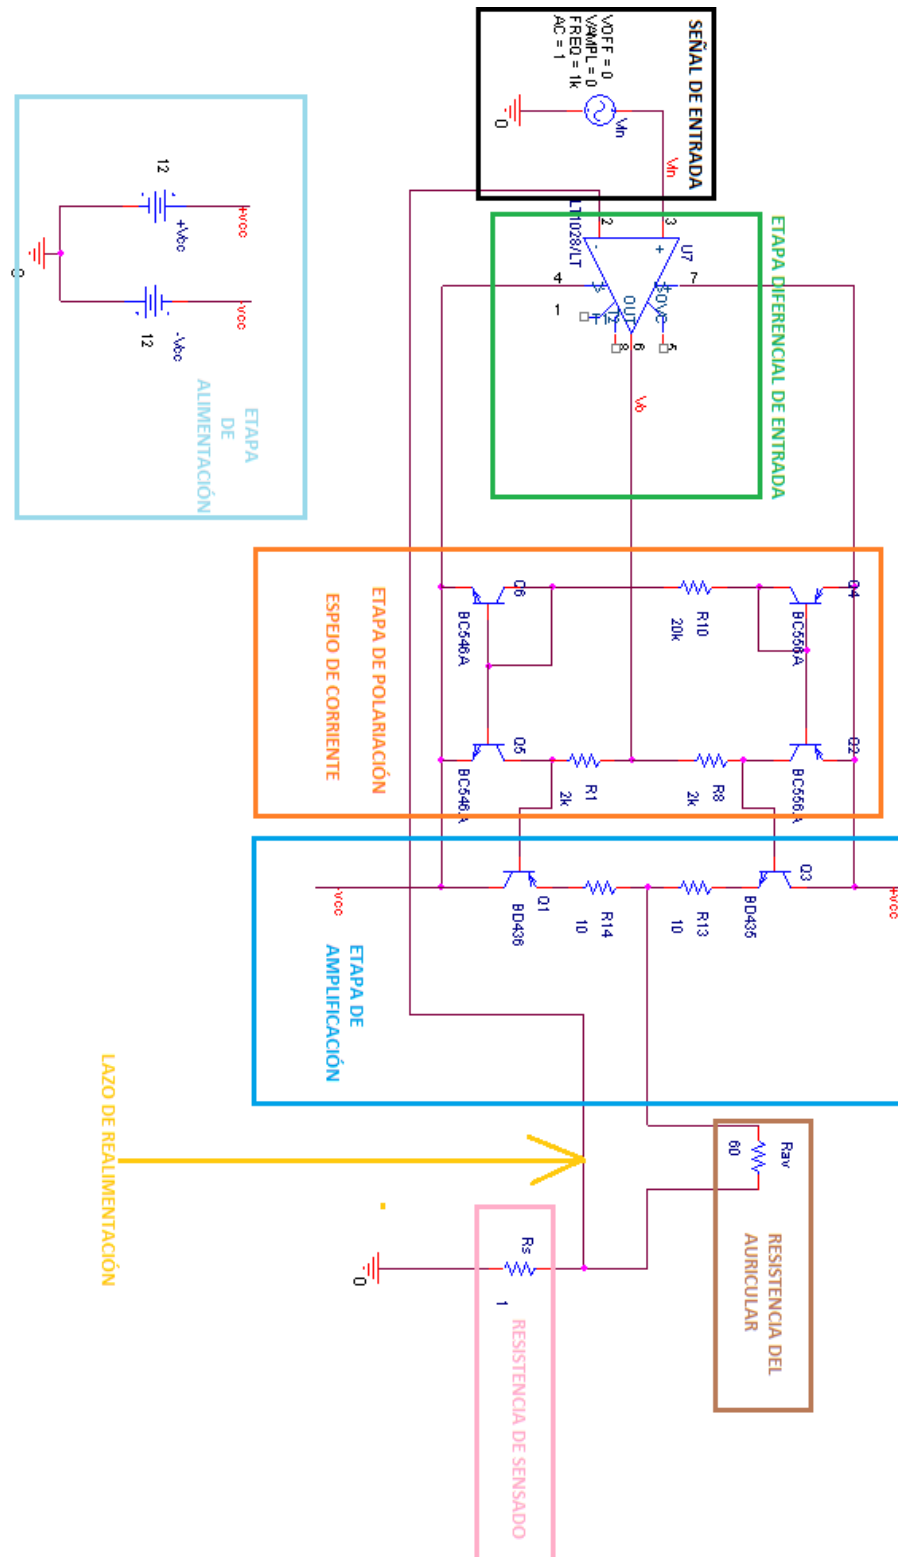 SEÑAL DE ENTRADA
VOFF = 0
VAMPL = 0
FREQ = 1k
AC = 1
Vin
Vin
0
ETAPA DIFERENCIAL DE ENTRADA
U7
3
2
+
-
7
4
OUT
OVC
1
8
6
5
LT1028/LT
Vo
ETAPA DE POLARIACIÓN
ESPEJO DE CORRIENTE
Q4
BC556A
Q2
BC556A
R10
20k
R8
2k
R1
2k
Q6
BC546A
Q5
BC546A
ETAPA DE
AMPLIFICACIÓN
+Vcc
Q3
BD435
R13
10
R14
10
Q1
BD436
-Vcc
Rav
60
RESISTENCIA DEL
AURICULAR
Rs
1
0
RESISTENCIA DE SENSADO
LAZO DE REALIMENTACIÓN
ETAPA
DE
ALIMENTACIÓN
+Vcc
12
+Vcc
-Vcc
12
-Vcc
0